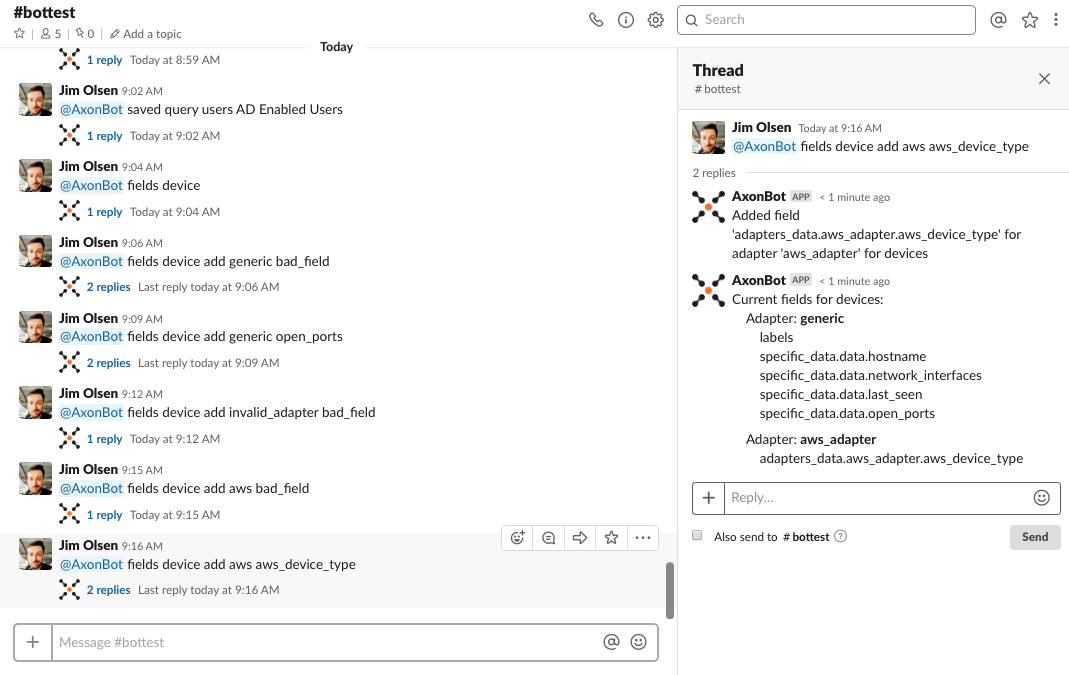 #bottest
5
0
Add a topic
Search
Today
1 reply Today at 8:59 AM
Jim Olsen 9:02 AM
@AxonBot saved query users AD Enabled Users
1 reply Today at 9:02 AM
Jim Olsen 9:04 AM
@AxonBot fields device
1 reply Today at 9:04 AM
Jim Olsen 9:06 AM
@AxonBot fields device add generic bad_field
2 replies Last reply today at 9:06 AM
Jim Olsen 9:09 AM
@AxonBot fields device add generic open_ports
2 replies Last reply today at 9:09 AM
Jim Olsen 9:12 AM
@AxonBot fields device add invalid_adapter bad_field
1 reply Today at 9:12 AM
Jim Olsen 9:15 AM
@AxonBot fields device add aws bad_field
1 reply Today at 9:15 AM
Jim Olsen 9:16 AM
@AxonBot fields device add aws aws_device_type
2 replies Last reply today at 9:16 AM
Message #bottest
Thread
# bottest
Jim Olsen Today at 9:16 AM
@AxonBot fields device add aws aws_device_type
2 replies
AxonBot APP < 1 minute ago
Added field
'adapters_data.aws_adapter.aws_device_type' for
adapter 'aws_adapter' for devices
AxonBot APP < 1 minute ago
Current fields for devices:
Adapter: generic
labels
specific_data.data.hostname
specific_data.data.network_interfaces
specific_data.data.last_seen
specific_data.data.open_ports
Adapter: aws_adapter
adapters_data.aws_adapter.aws_device_type
Reply...
Also send to # bottest
Send